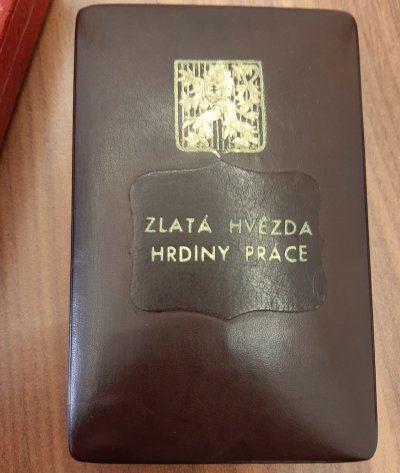 ZLATÁ HVĚZDA
HRDINY PRÁCE